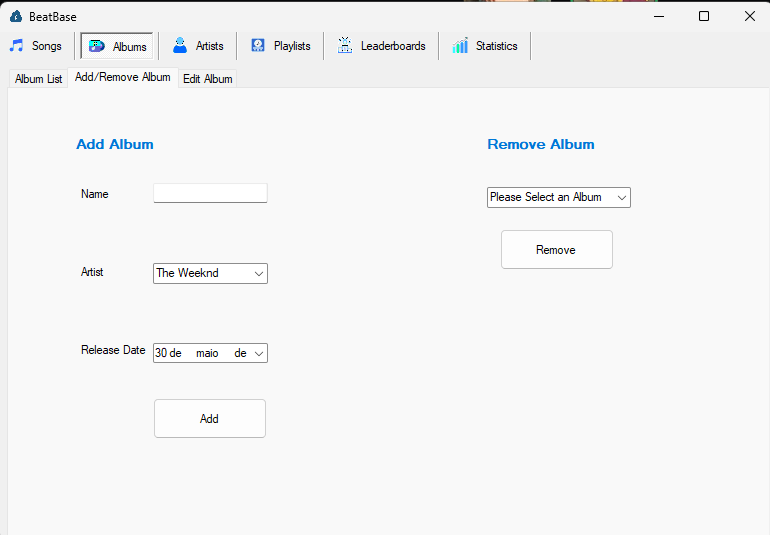 BeatBase
Songs Albums Artists Playlists Leaderboards Statistics
Album List Add/Remove Album Edit Album
Add Album
Name
Artist
The Weeknd
Release Date
30 de maio de
Add
Remove Album
Please Select an Album
Remove